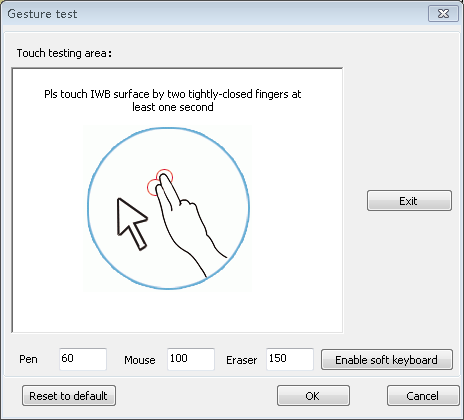 Gesture test
Touch testing area:
Pls touch IWB surface by two tightly-closed fingers at
least one second
Exit
Pen 60 Mouse 100 Eraser 150 Enable soft keyboard
Reset to default OK Cancel